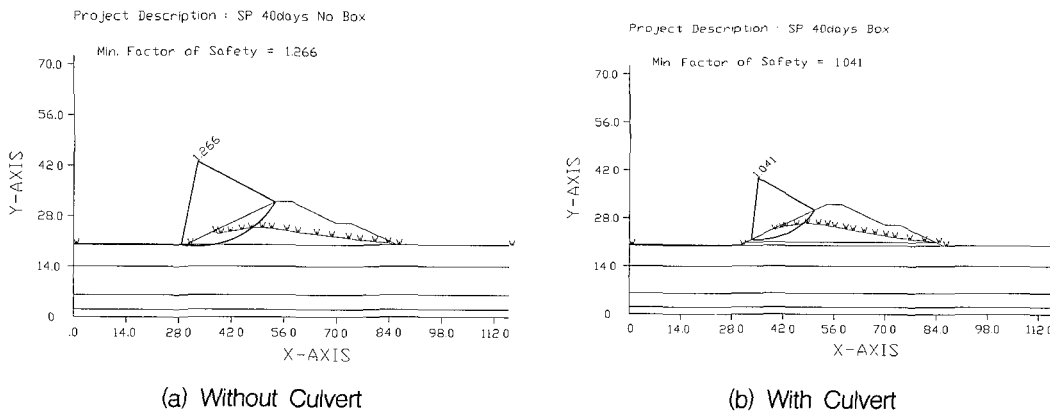 Project Description : SP 40days No Box
Min. Factor of Safety = 1.266
70.0
56.0
42.0
28.0
14.0
0
Y-AXIS
1.266
.0 14.0 28.0 42.0 56.0 70.0 84.0 98.0 112.0
X-AXIS
(a) Without Culvert
Project Description : SP 40days Box
Min Factor of Safety = 1041
70.0
56.0
42.0
28.0
14.0
0
Y-AXIS
1.041
0 14.0 28.0 42.0 56.0 70.0 84.0 98.0 112.0
X-AXIS
(b) With Culvert